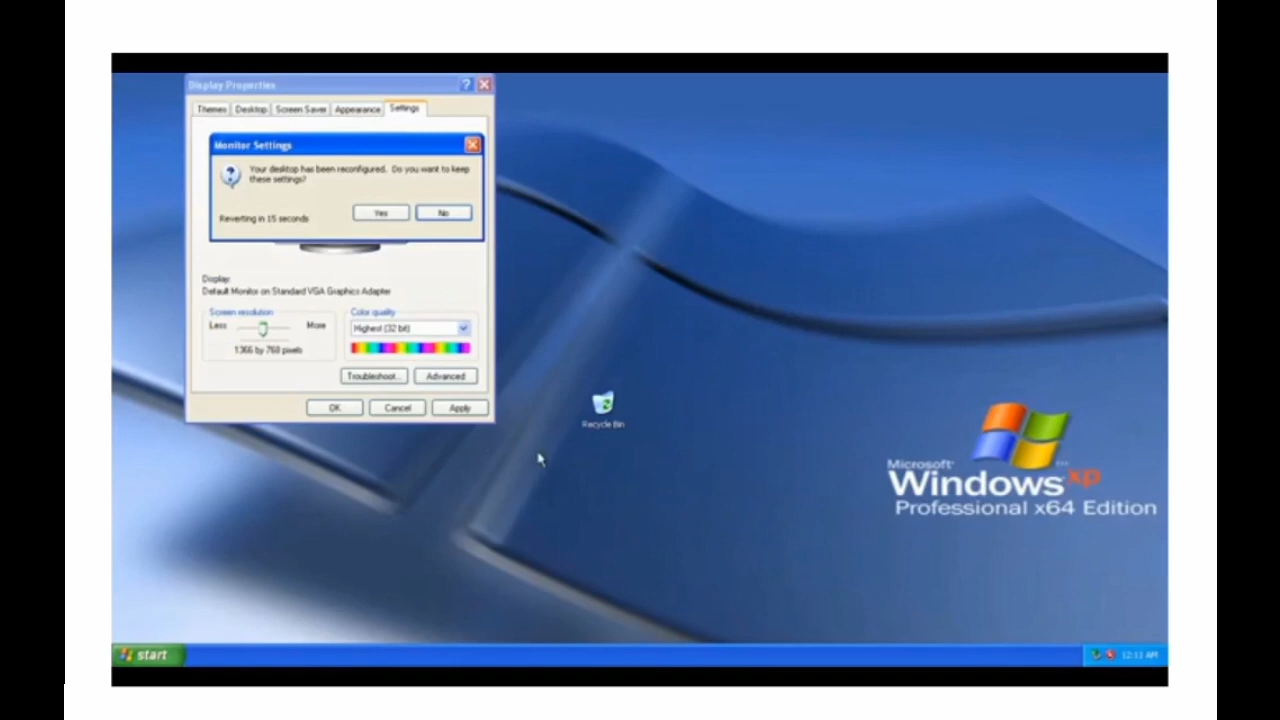 Display Properties
Themes Desktop Screen Saver Appearance Settings
Monitor Settings
Your desktop has been reconfigured. Do you want to keep
these settings?
Reverting in 15 seconds
Yes No
Display:
Default Monitor on Standard VGA Graphics Adapter
Screen resolution
Less More
1366 by 768 pixels
Color quality
Highest (32 bit)
Troubleshoot... Advanced
OK Cancel Apply
Recycle Bin
Microsoft
Windows xp
Professional x64 Edition
start
12:11 AM